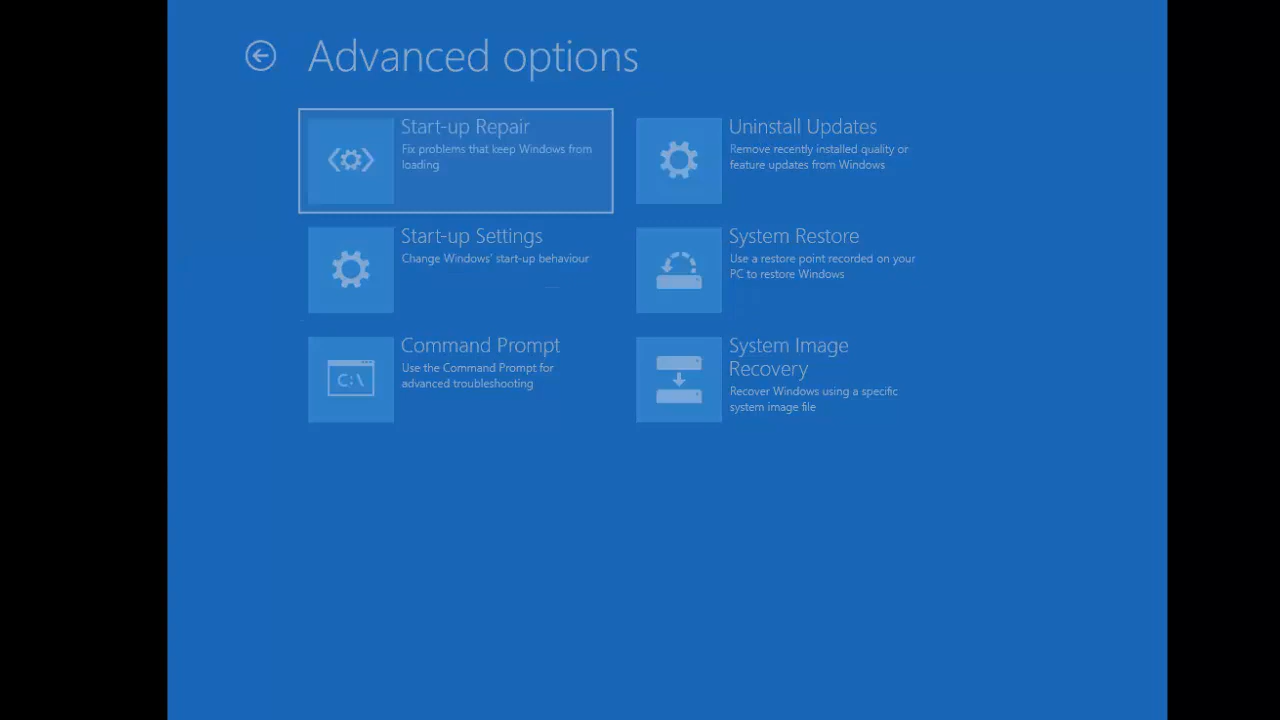 Advanced options
Start-up Repair
Fix problems that keep Windows from
loading
Uninstall Updates
Remove recently installed quality or
feature updates from Windows
Start-up Settings
Change Windows' start-up behaviour
System Restore
Use a restore point recorded on your
PC to restore Windows
Command Prompt
Use the Command Prompt for
advanced troubleshooting
C:\
System Image
Recovery
Recover Windows using a specific
system image file